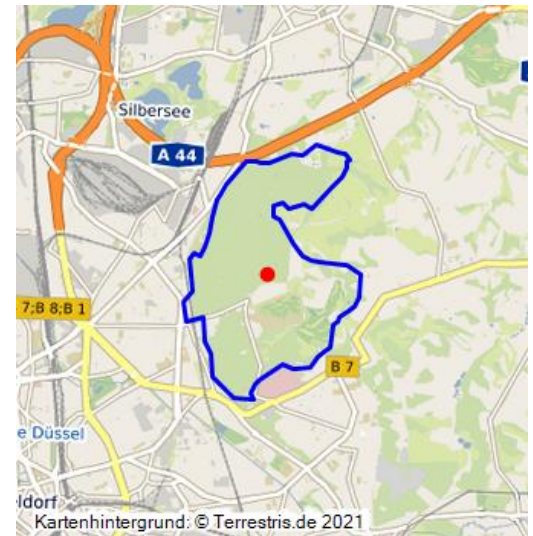 Silbersee
A 44
7;B 8;B 1
B 7
e Düssel
ldorf
Kartenhintergrund: © Terrestris.de 2021